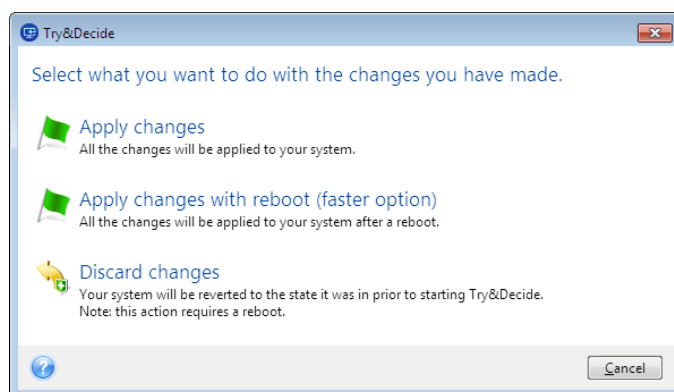 Try&Decide
Select what you want to do with the changes you have made.
Apply changes
All the changes will be applied to your system.
Apply changes with reboot (faster option)
All the changes will be applied to your system after a reboot.
Discard changes
Your system will be reverted to the state it was in prior to starting Try&Decide.
Note: this action requires a reboot.
Cancel